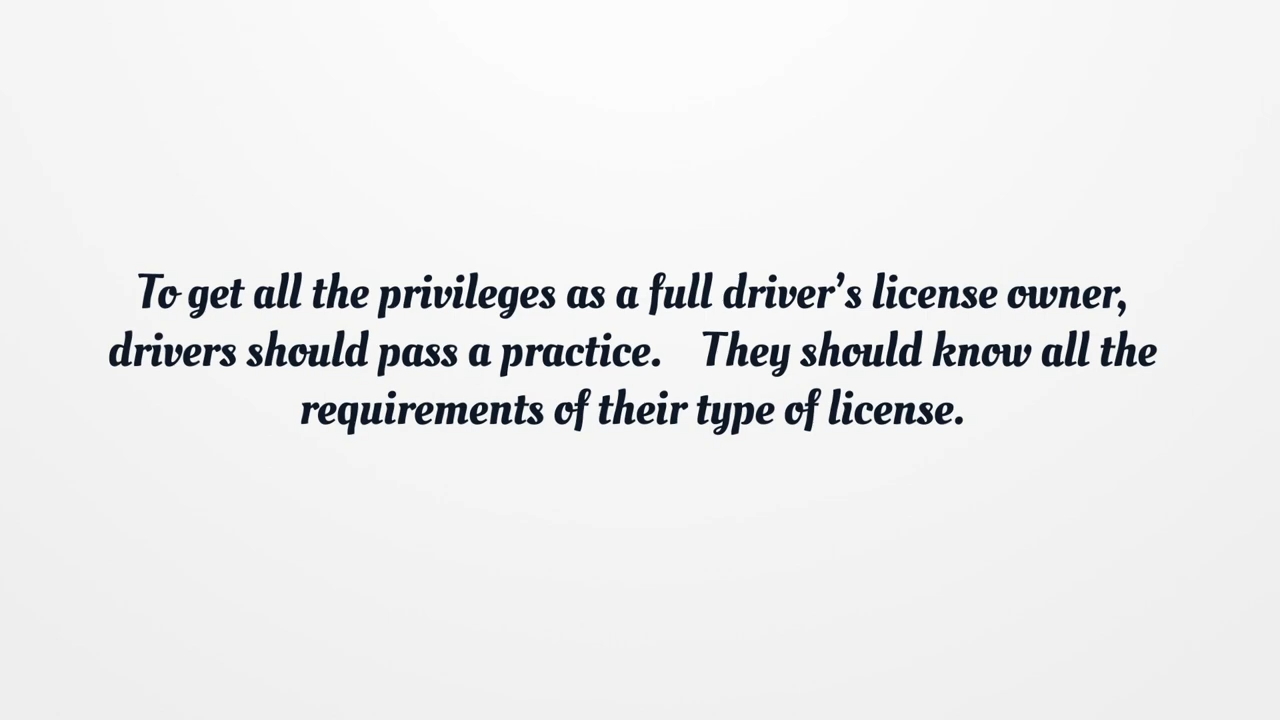 To get all the privileges as a full driver’s license owner,
drivers should pass a practice.   They should know all the
requirements of their type of license.